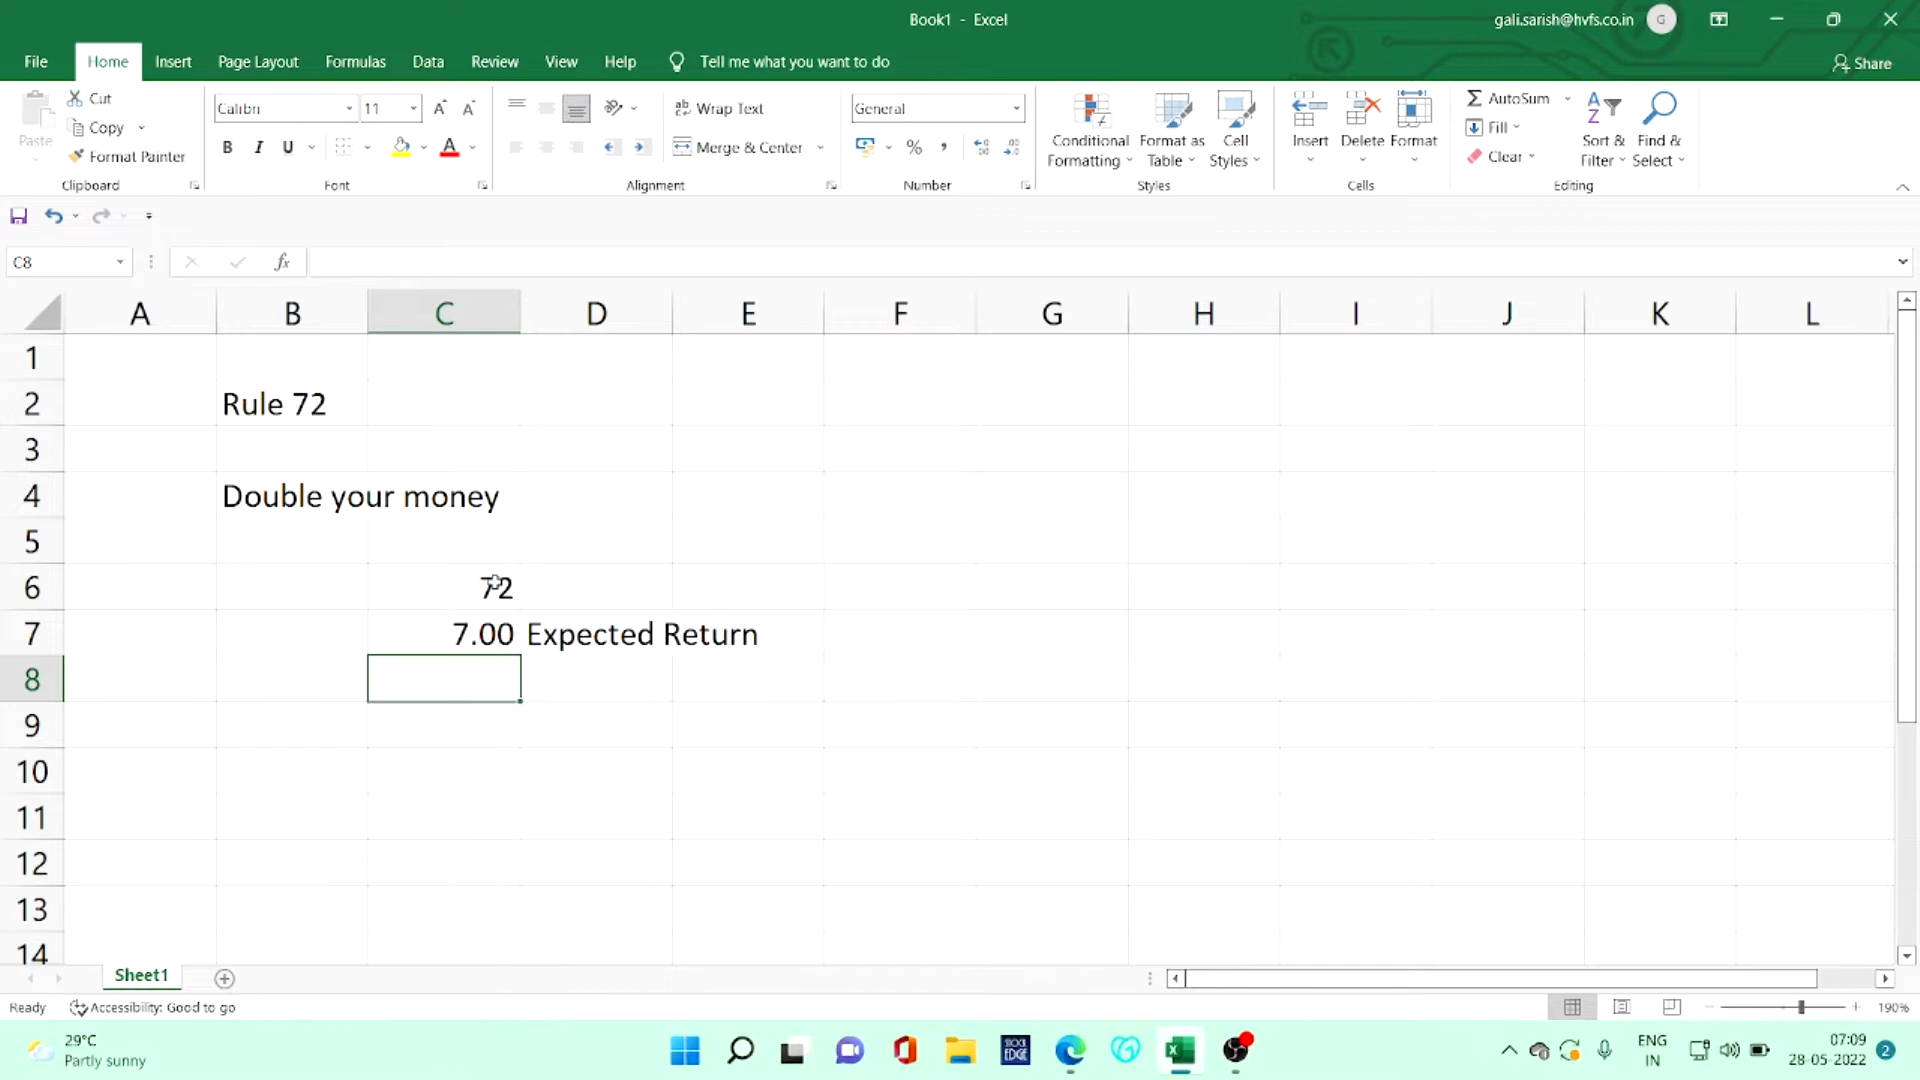 Book1 - Excel
gali.sarish@hvfs.co.in
G
File Home Insert Page Layout Formulas Data Review View Help Tell me what you want to do
Share
Paste
Cut
Copy
Format Painter
Clipboard
Calibri 11
B I U
A
Font
Wrap Text
Merge & Center
Alignment
General
% ,
Number
Conditional Formatting
Format as Table
Cell Styles
Styles
Insert Delete Format
Cells
AutoSum
Fill
Clear
Sort & Filter
Find & Select
Editing
C8
fx
A B C D E F G H I J K L
1
2 Rule 72
3
4 Double your money
5
6 72
7 7.00 Expected Return
8
9
10
11
12
13
14
Sheet1
Ready Accessibility: Good to go
190%
29°C
Partly sunny
STOCK EDGE
ENG
IN
07:09
28-05-2022
2